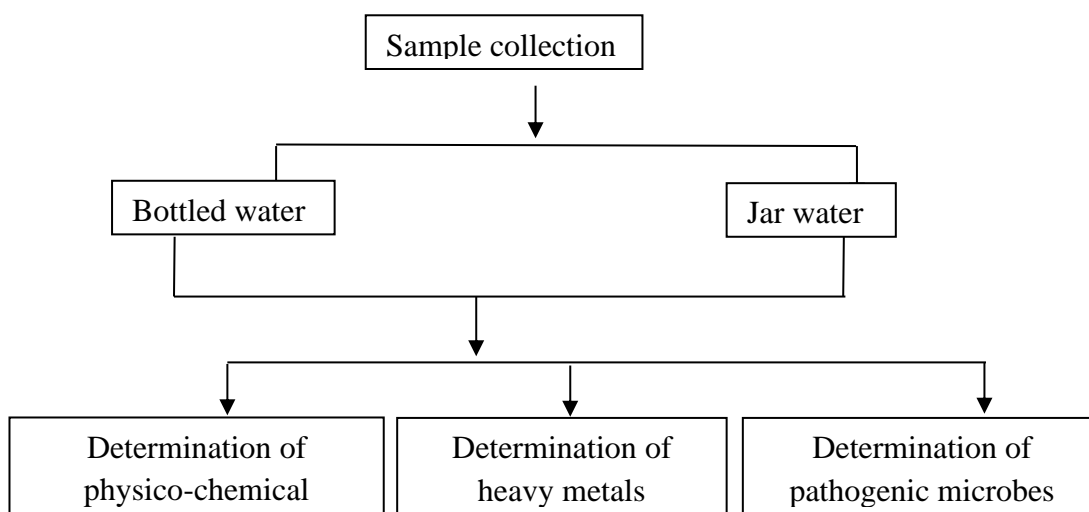 Sample collection
Bottled water
Jar water
Determination of
physico-chemical
Determination of
heavy metals
Determination of
pathogenic microbes